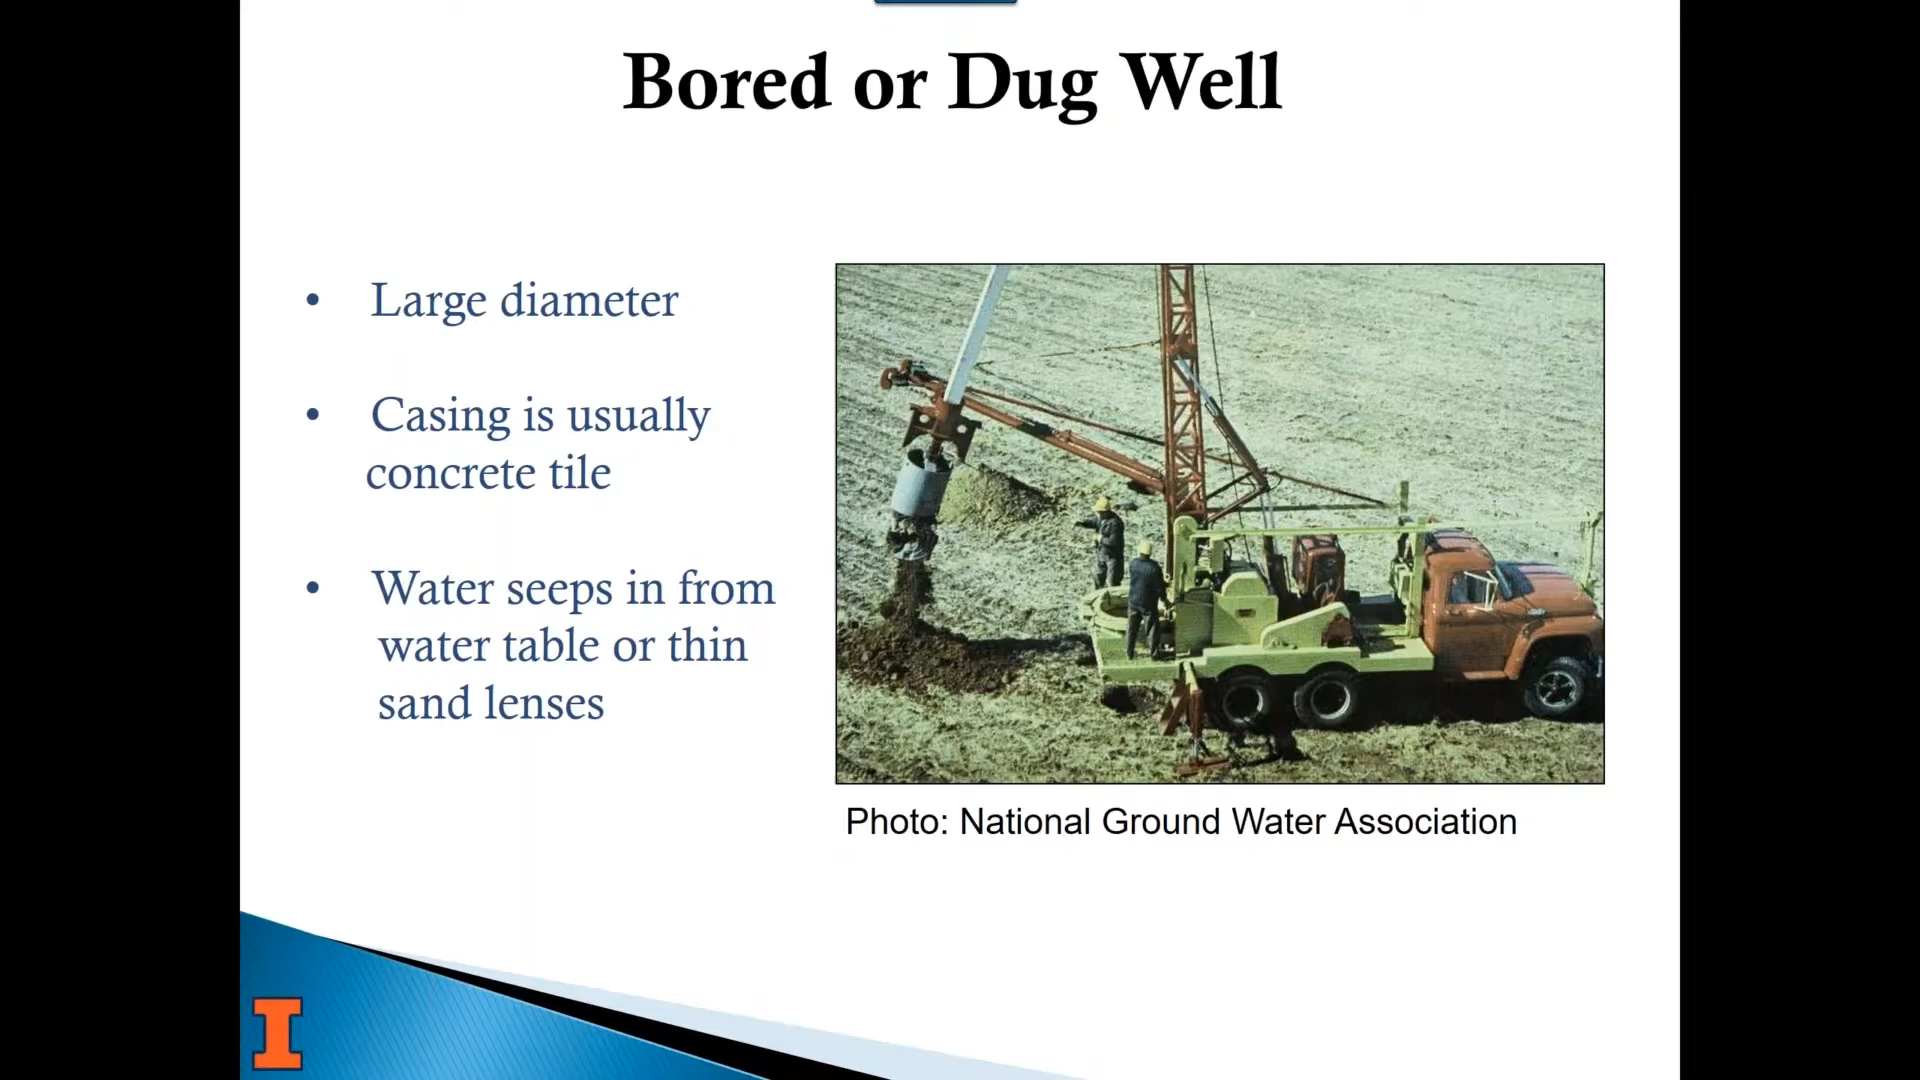 Bored or Dug Well
• Large diameter
• Casing is usually
concrete tile
• Water seeps in from
water table or thin
sand lenses
Photo: National Ground Water Association
I